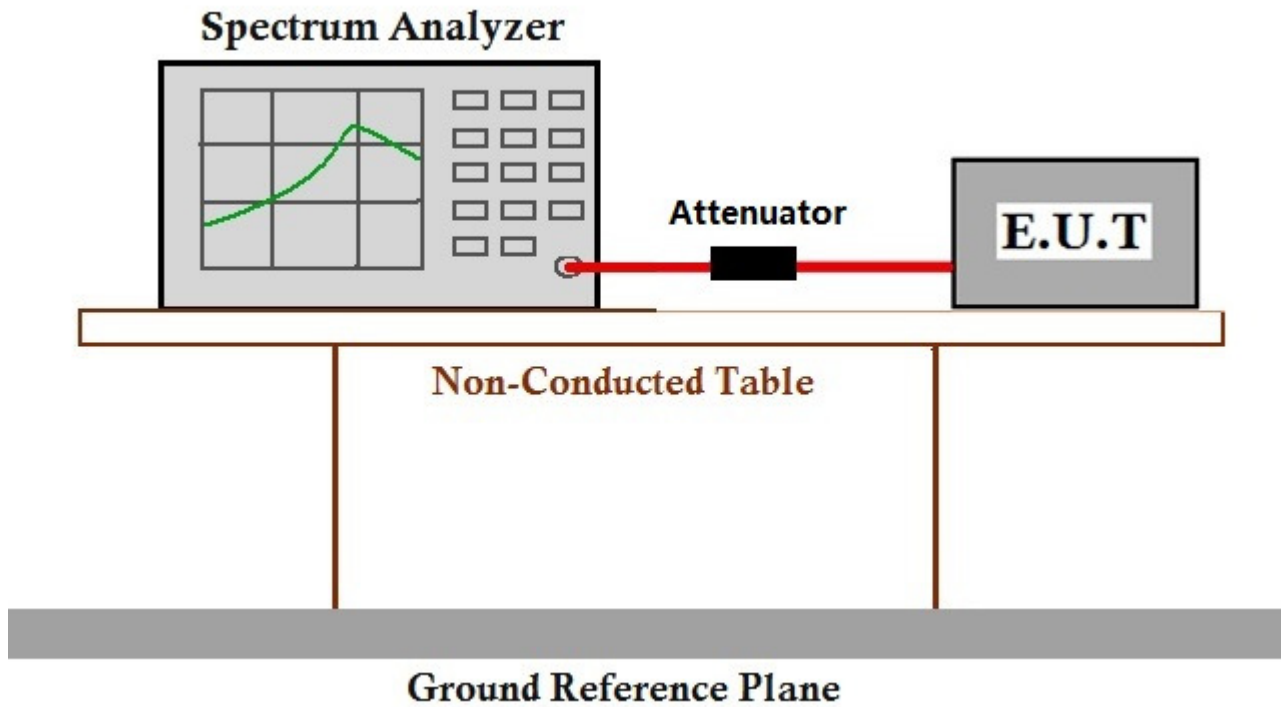 Spectrum Analyzer
Attenuator
E.U.T
Non-Conducted Table
Ground Reference Plane